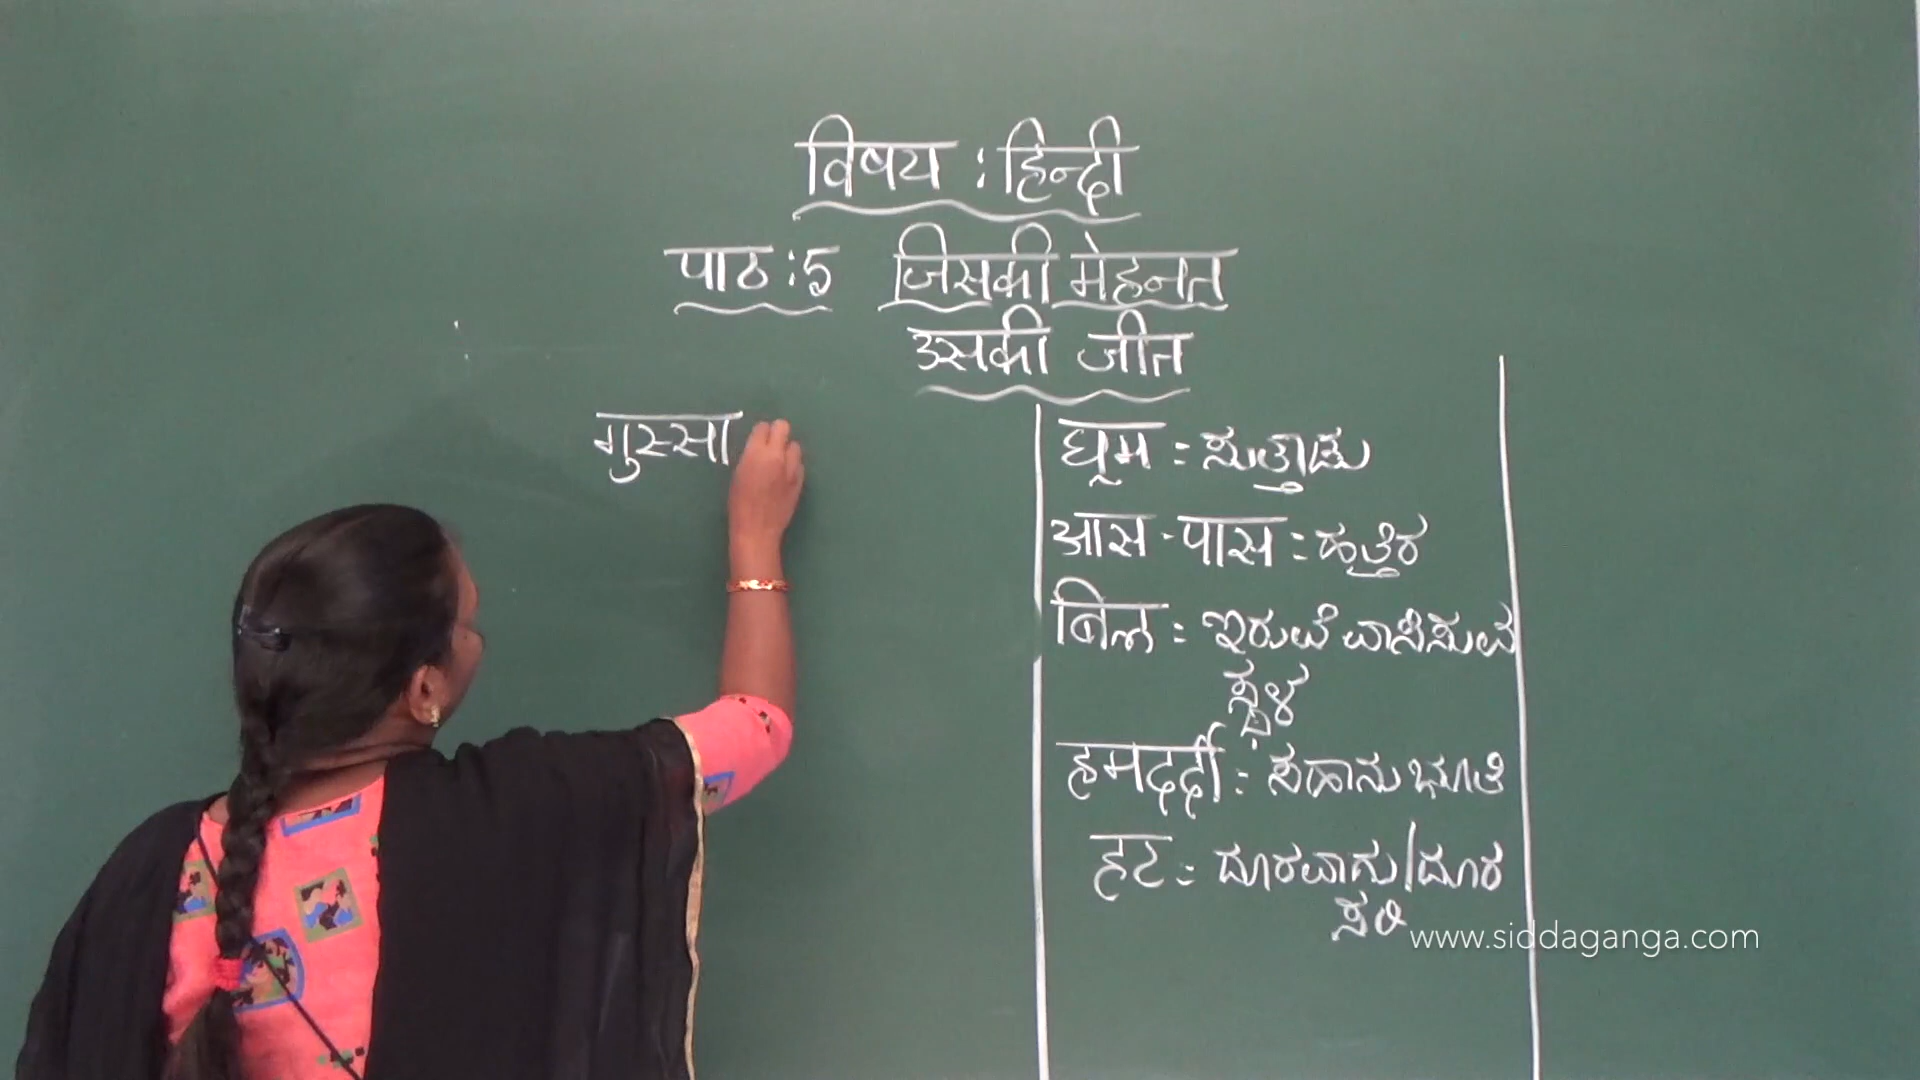 विषय : हिन्दी
पाठ : 5 जिसकी मेहनत
उसकी जीत
गुस्सा
घूम = ಸುತ್ತಾಡು
आस - पास = ಹತ್ತಿರ
बिल = ಇರುವೆ ವಾಸಿಸುವ
ಸ್ಥಳ
हमदर्दी = ಸಹಾನುಭೂತಿ
हट = ದೂರವಾಗು/ದೂರ
ಸರಿ
www.siddaganga.com